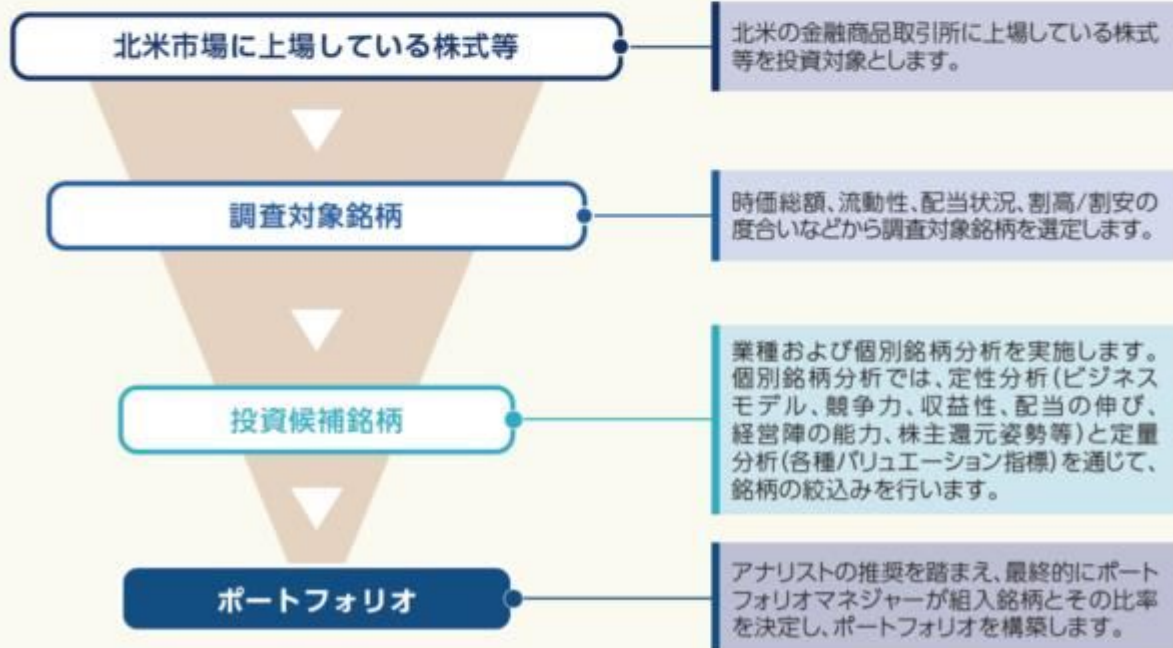 北米市場に上場している株式等
北米の金融商品取引所に上場している株式
等を投資対象とします。
調査対象銘柄
時価総額、流動性、配当状況、割高/割安の
度合いなどから調査対象銘柄を選定します。
投資候補銘柄
業種および個別銘柄分析を実施します。
個別銘柄分析では、定性分析(ビジネス
モデル、競争力、収益性、配当の伸び、
経営陣の能力、株主還元姿勢等)と定量
分析(各種バリュエーション指標)を通じて、
銘柄の絞込みを行います。
ポートフォリオ
アナリストの推奨を踏まえ、最終的にポート
フォリオマネジャーが組入銘柄とその比率
を決定し、ポートフォリオを構築します。